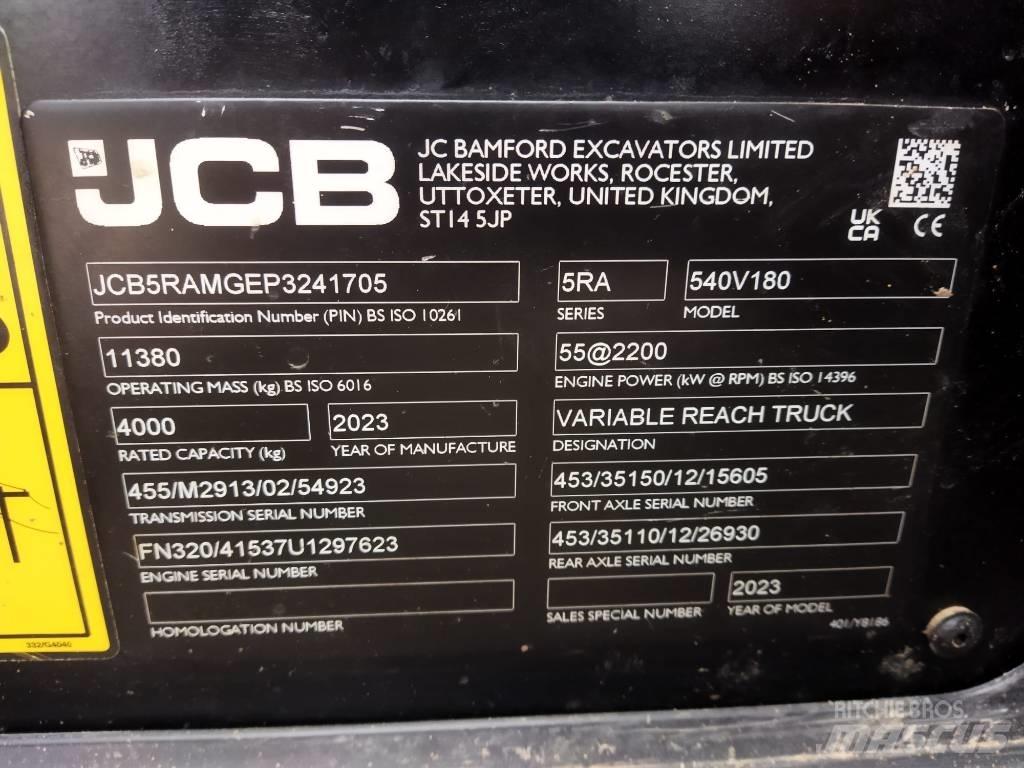 JCB
JC BAMFORD EXCAVATORS LIMITED
LAKESIDE WORKS, ROCESTER,
UTTOXETER, UNITED KINGDOM,
ST14 5JP
UK
CA
CE
JCB5RAMGEP3241705
Product Identification Number (PIN) BS ISO 10261
5RA
SERIES
540V180
MODEL
11380
OPERATING MASS (kg) BS ISO 6016
55@2200
ENGINE POWER (kW @ RPM) BS ISO 14396
4000
RATED CAPACITY (kg)
2023
YEAR OF MANUFACTURE
VARIABLE REACH TRUCK
DESIGNATION
455/M2913/02/54923
TRANSMISSION SERIAL NUMBER
453/35150/12/15605
FRONT AXLE SERIAL NUMBER
FN320/41537U1297623
ENGINE SERIAL NUMBER
453/35110/12/26930
REAR AXLE SERIAL NUMBER
HOMOLOGATION NUMBER
SALES SPECIAL NUMBER
2023
YEAR OF MODEL
401/Y8186
332/G4040
RITCHIE BROS.
MASCUS